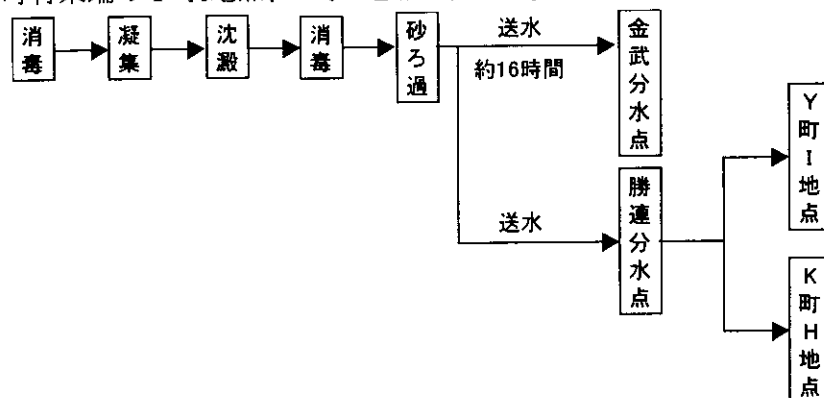 消毒
凝集
沈澱
消毒
砂ろ過
送水
約16時間
金武分水点
送水
勝連分水点
Y町I地点
K町H地点